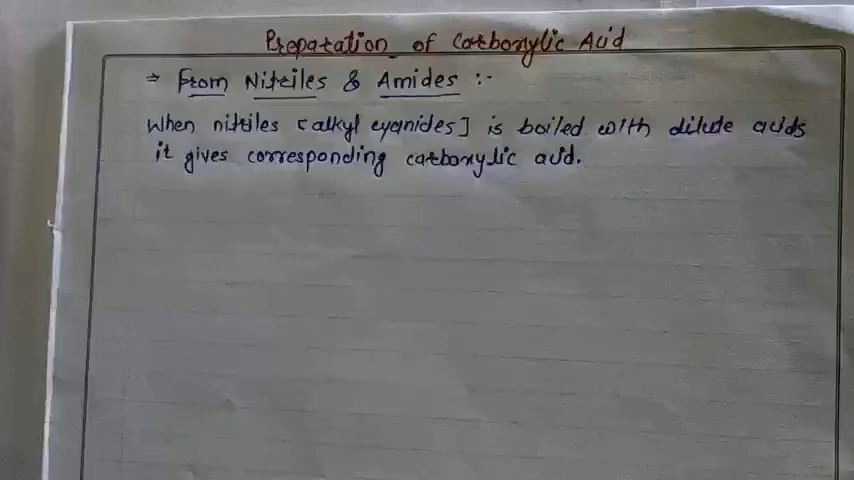 Preparation of Carboxylic Acid
⇒ From Nitriles & Amides :-
When nitriles [alkyl cyanides] is boiled with dilute acids
it gives corresponding carboxylic acid.